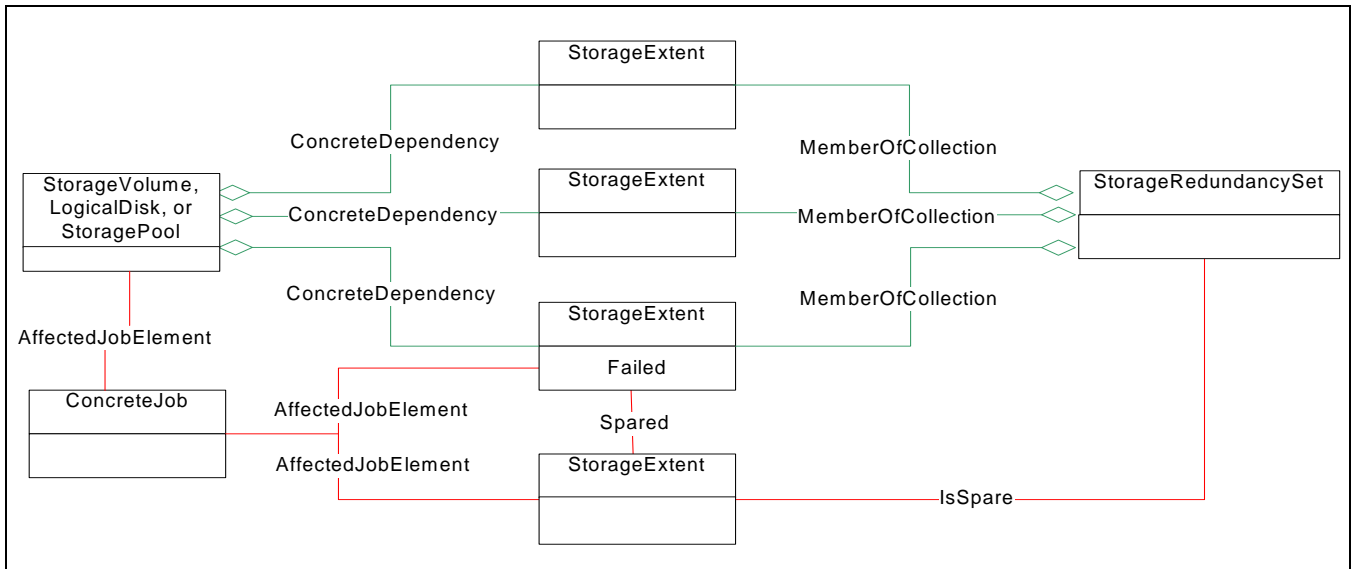 StorageExtent
ConcreteDependency
MemberOfCollection
StorageVolume,
LogicalDisk, or
StoragePool
StorageExtent
StorageRedundancySet
ConcreteDependency
MemberOfCollection
ConcreteDependency
MemberOfCollection
StorageExtent
Failed
AffectedJobElement
ConcreteJob
AffectedJobElement
Spared
AffectedJobElement
StorageExtent
IsSpare